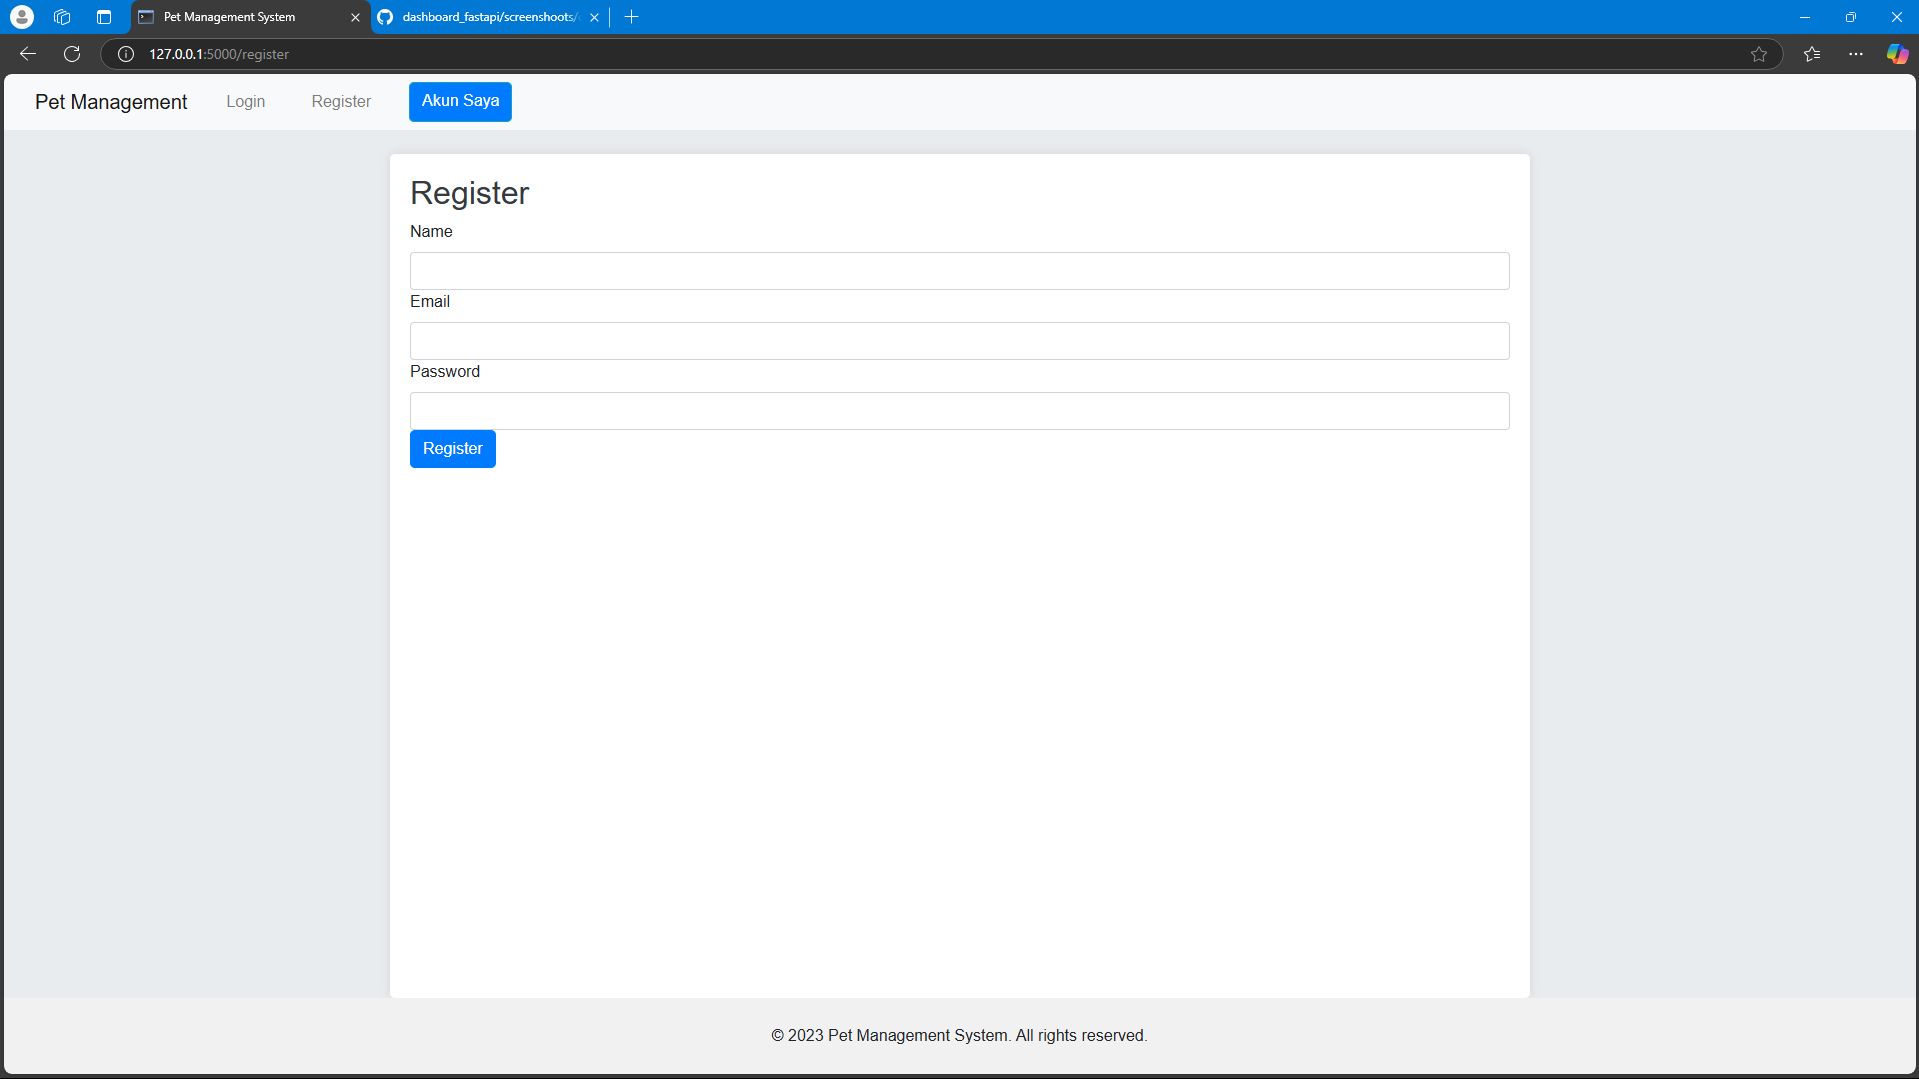 Pet Management System
dashboard_fastapi/screenshoots/
127.0.0.1:5000/register
Pet Management Login Register Akun Saya
Register
Name
Email
Password
Register
© 2023 Pet Management System. All rights reserved.